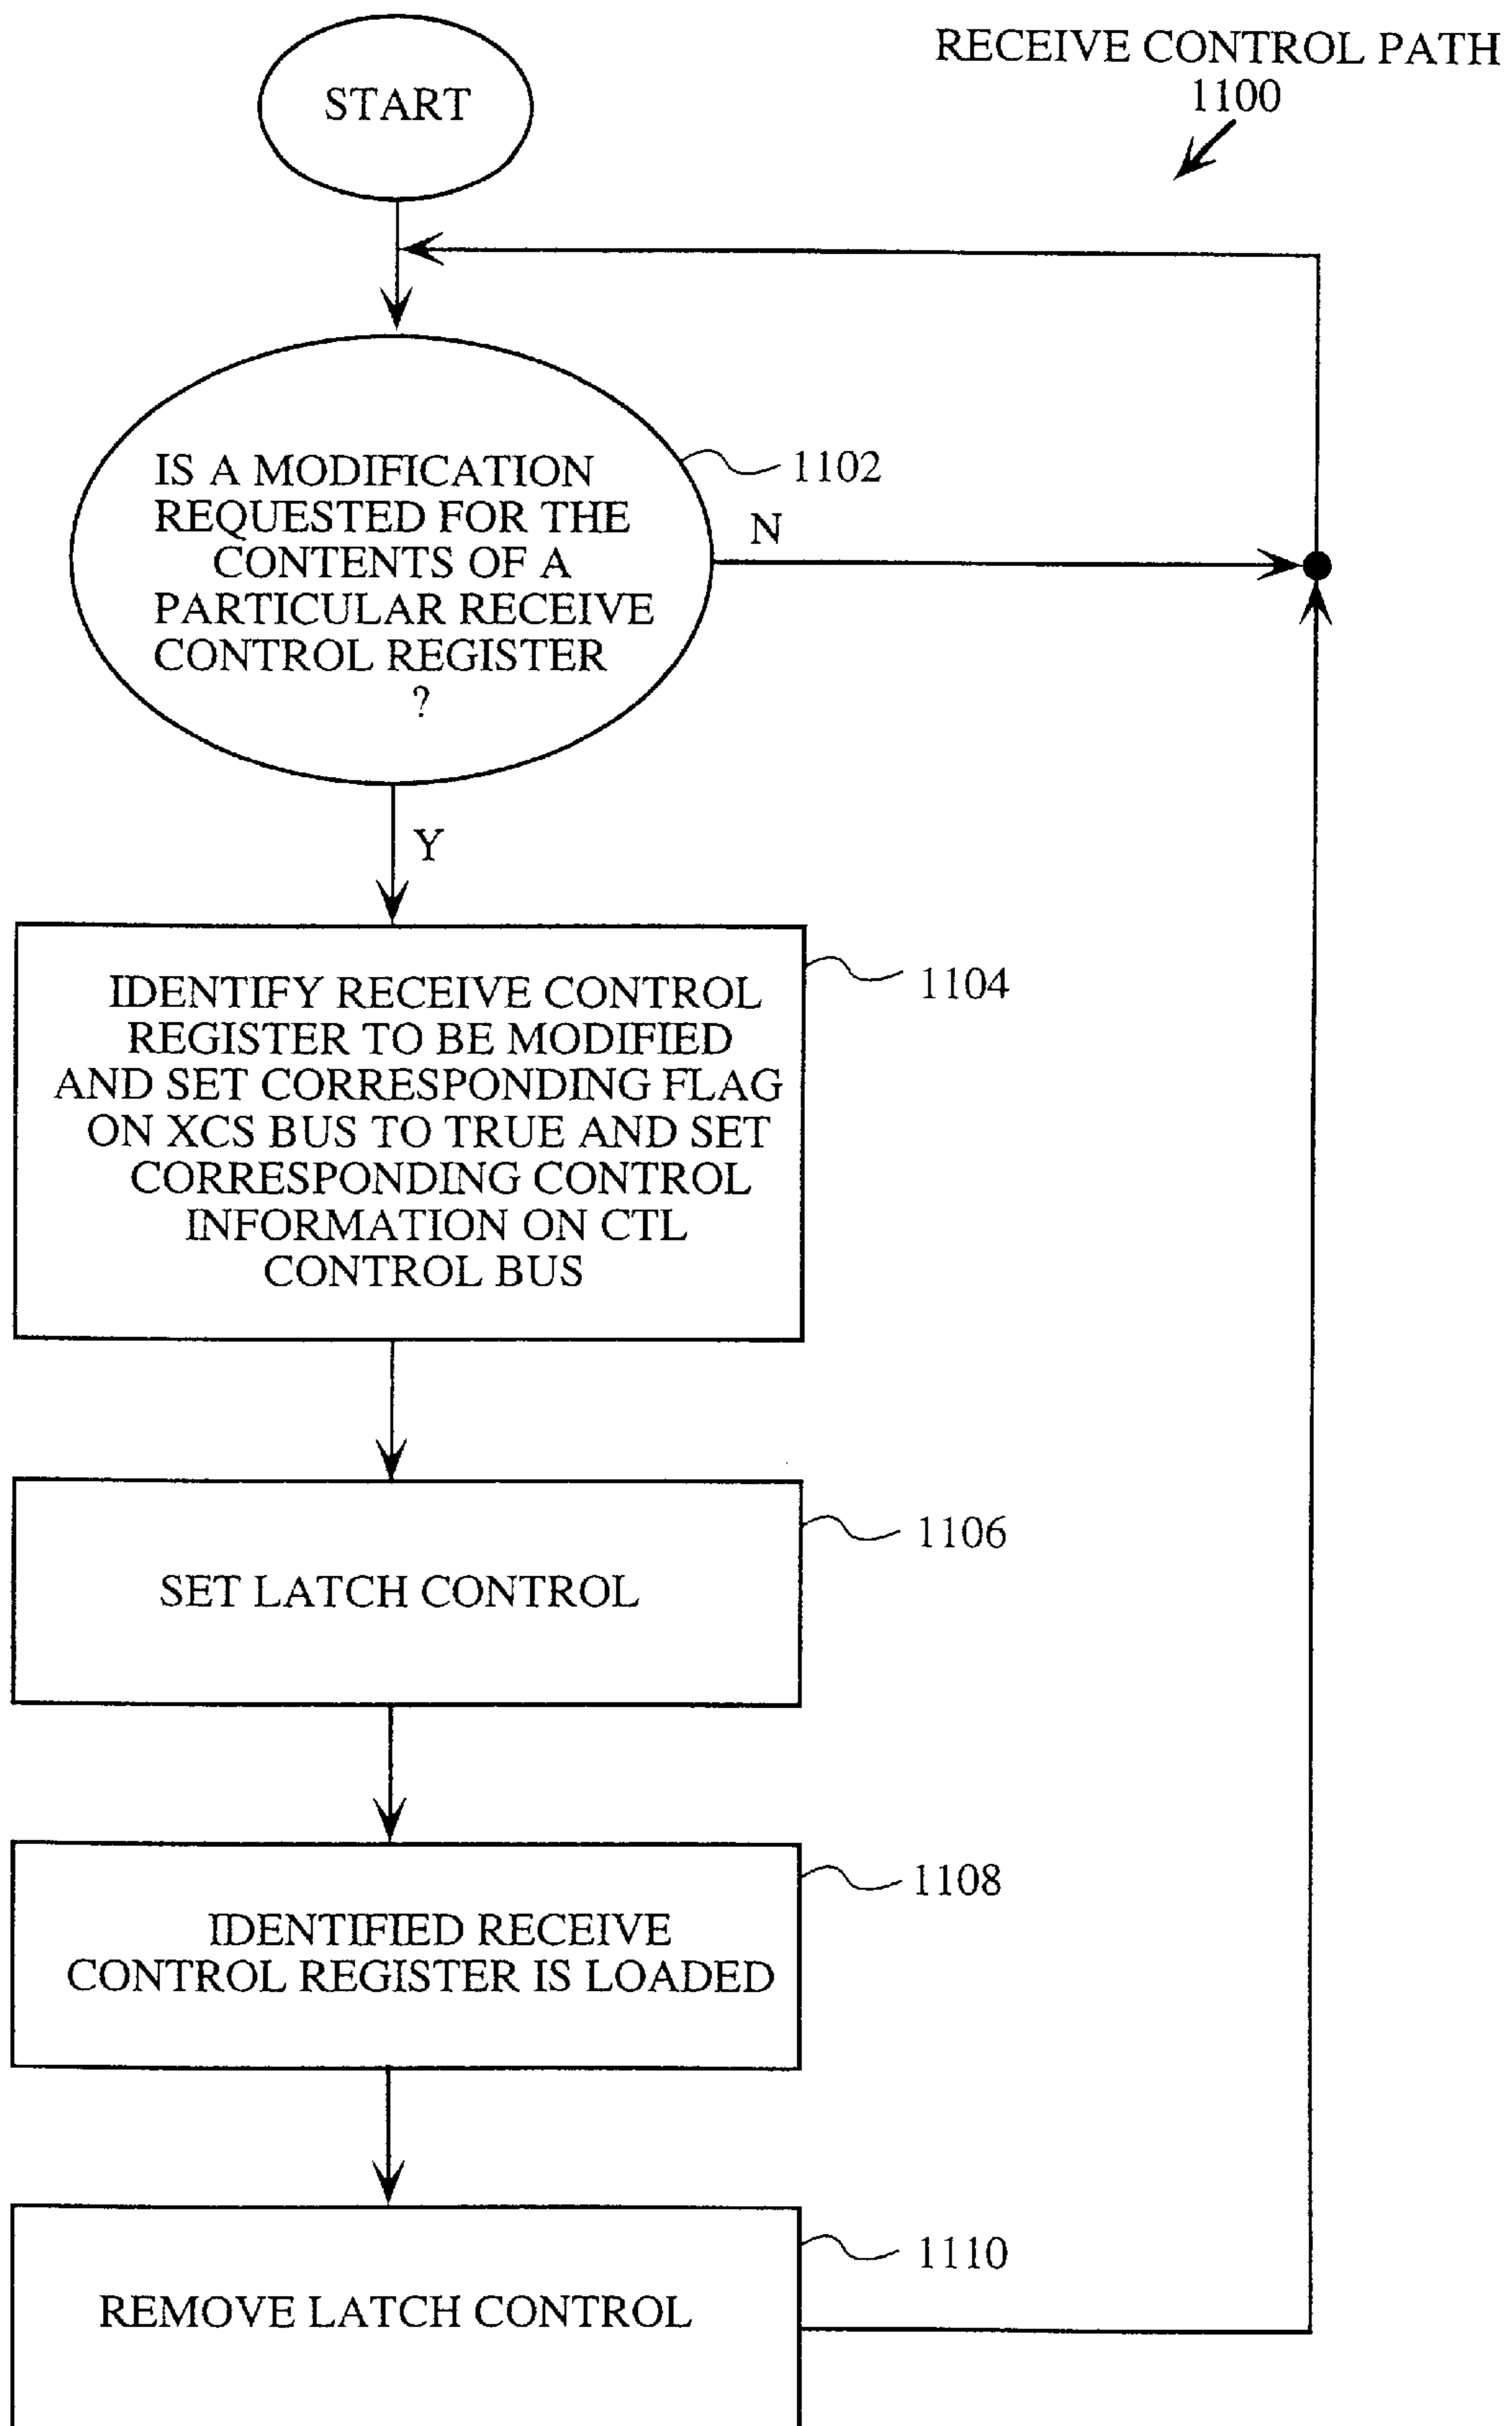 START
RECEIVE CONTROL PATH
1100
IS A MODIFICATION
REQUESTED FOR THE
CONTENTS OF A
PARTICULAR RECEIVE
CONTROL REGISTER
?
1102
N
Y
IDENTIFY RECEIVE CONTROL
REGISTER TO BE MODIFIED
AND SET CORRESPONDING FLAG
ON XCS BUS TO TRUE AND SET
CORRESPONDING CONTROL
INFORMATION ON CTL
CONTROL BUS
1104
SET LATCH CONTROL
1106
IDENTIFIED RECEIVE
CONTROL REGISTER IS LOADED
1108
REMOVE LATCH CONTROL
1110